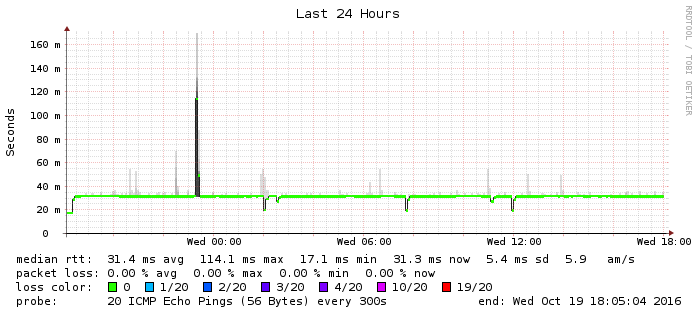 Last 24 Hours
RRDTOOL / TOBI OETIKER
Seconds
160 m
140 m
120 m
100 m
80 m
60 m
40 m
20 m
0
Wed 00:00 Wed 06:00 Wed 12:00 Wed 18:00
median rtt: 31.4 ms avg 114.1 ms max 17.1 ms min 31.3 ms now 5.4 ms sd 5.9 am/s
packet loss: 0.00 % avg 0.00 % max 0.00 % min 0.00 % now
loss color: 0 1/20 2/20 3/20 4/20 10/20 19/20
probe: 20 ICMP Echo Pings (56 Bytes) every 300s end: Wed Oct 19 18:05:04 2016